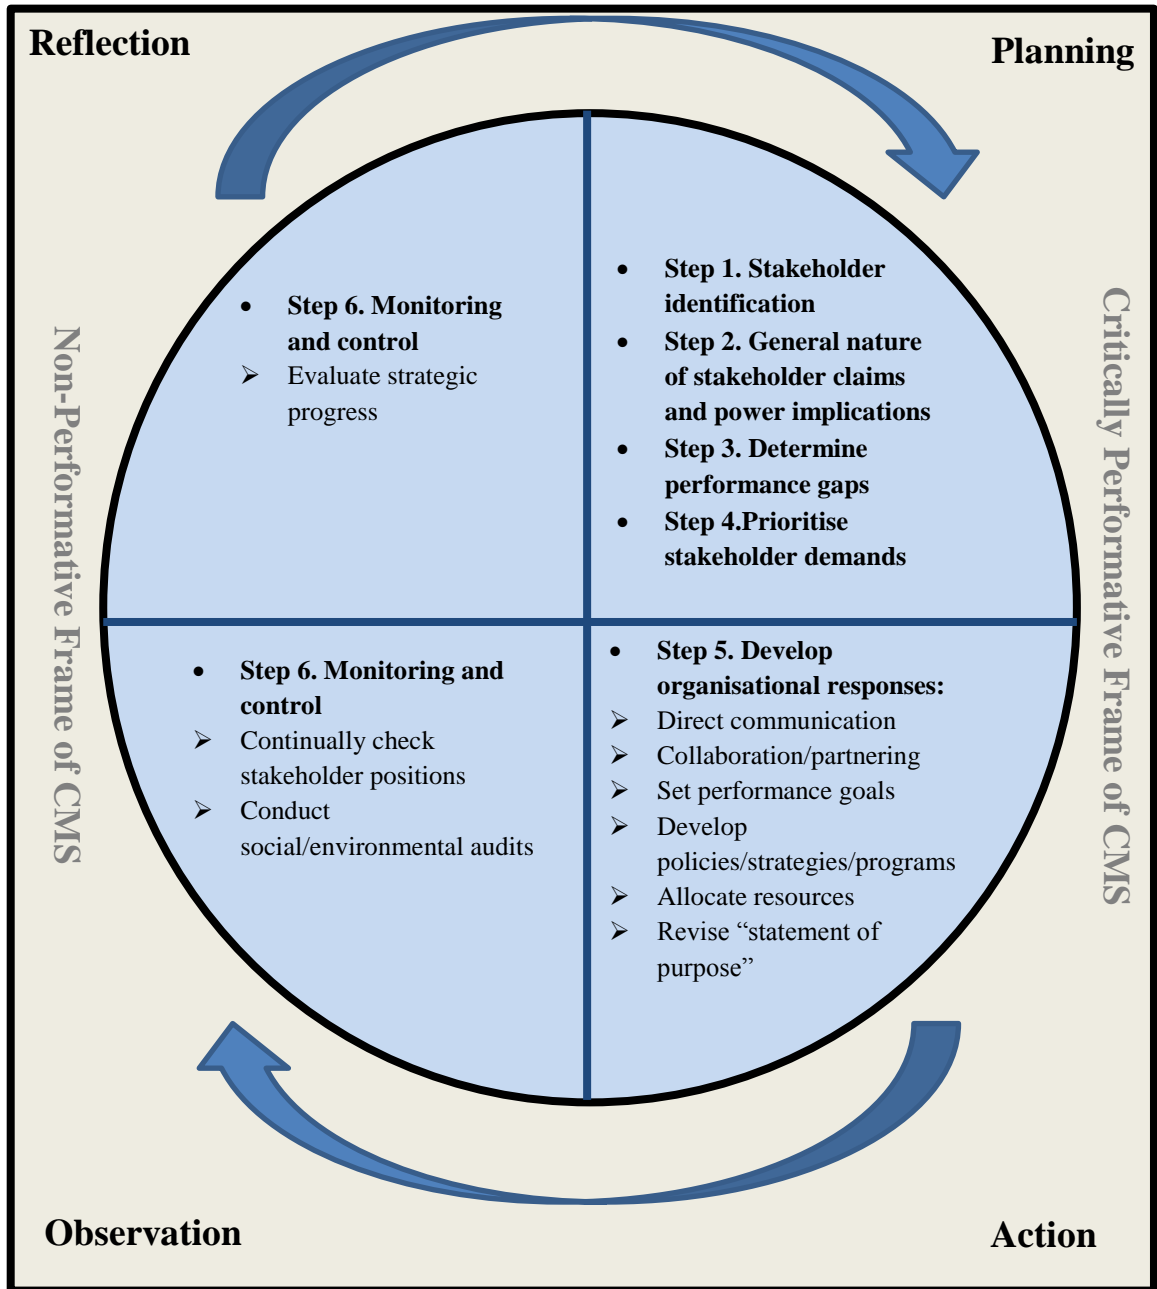 Reflection
Planning
Non-Performative Frame of CMS
• Step 6. Monitoring
and control
➢ Evaluate strategic
progress
• Step 1. Stakeholder
identification
• Step 2. General nature
of stakeholder claims
and power implications
• Step 3. Determine
performance gaps
• Step 4.Prioritise
stakeholder demands
Critically Performative Frame of CMS
• Step 6. Monitoring and
control
➢ Continually check
stakeholder positions
➢ Conduct
social/environmental audits
• Step 5. Develop
organisational responses:
➢ Direct communication
➢ Collaboration/partnering
➢ Set performance goals
➢ Develop
policies/strategies/programs
➢ Allocate resources
➢ Revise “statement of
purpose”
Observation
Action